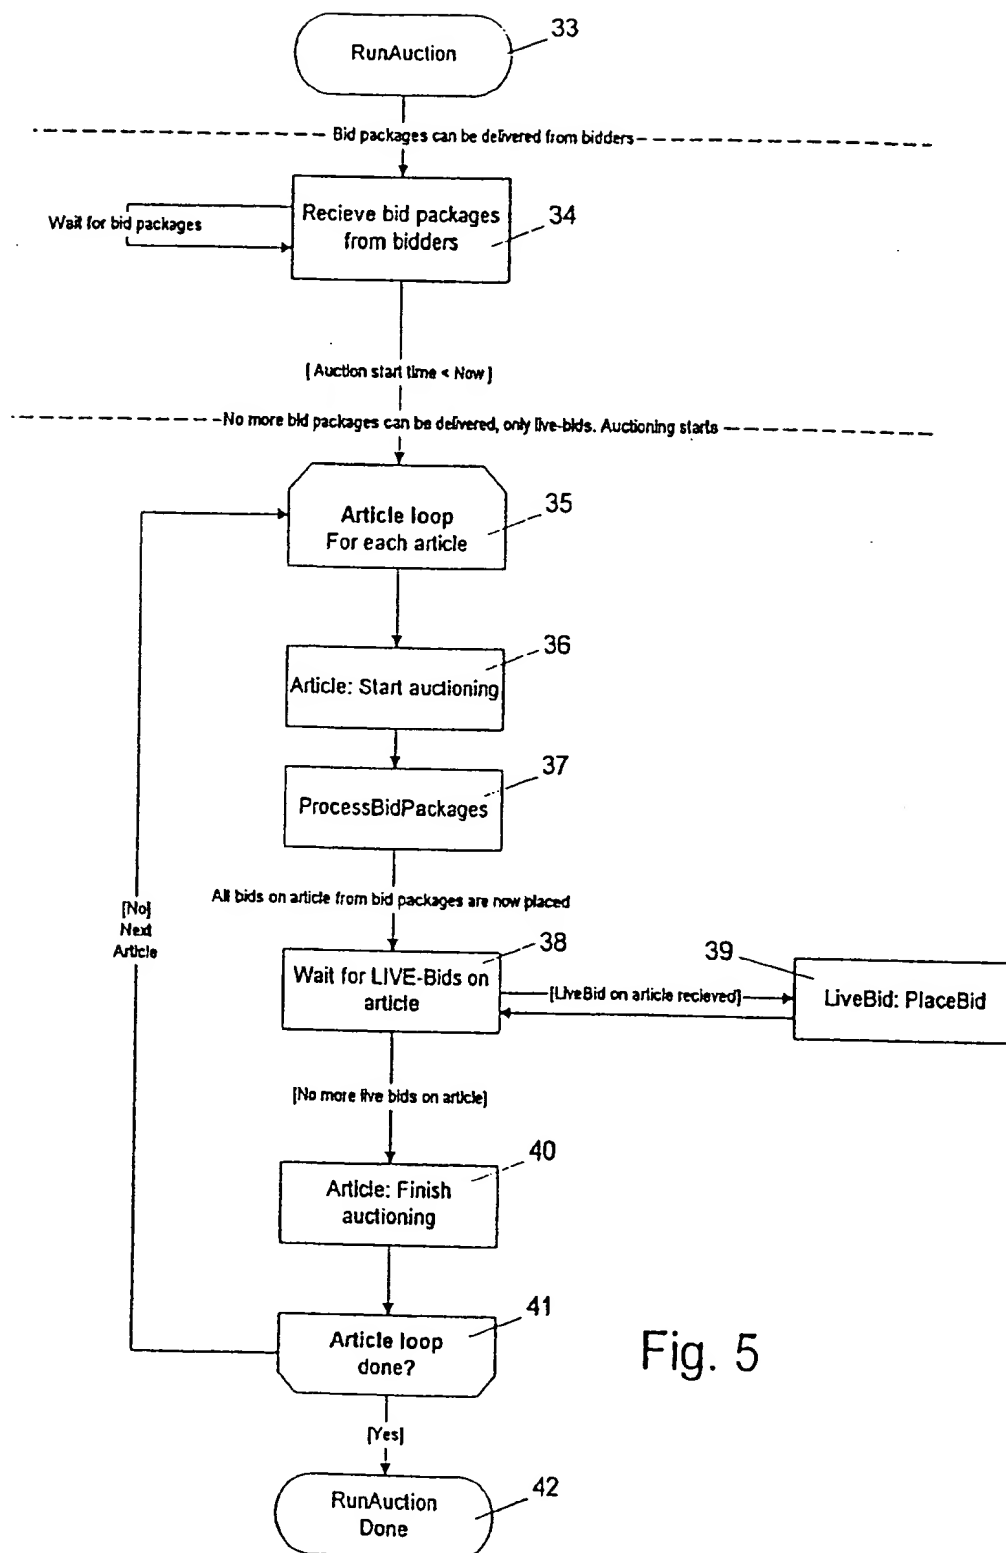 33
RunAuction
Bid packages can be delivered from bidders
Recieve bid packages
from bidders
34
Wait for bid packages
[ Auction start time < Now ]
No more bid packages can be delivered, only live-bids. Auctioning starts
35
Article loop
For each article
36
Article: Start auctioning
37
ProcessBidPackages
All bids on article from bid packages are now placed
[No]
Next
Article
38
Wait for LIVE-Bids on
article
[LiveBid on article recieved]
39
LiveBid: PlaceBid
[No more live bids on article]
40
Article: Finish
auctioning
41
Article loop
done?
Fig. 5
[Yes]
42
RunAuction
Done